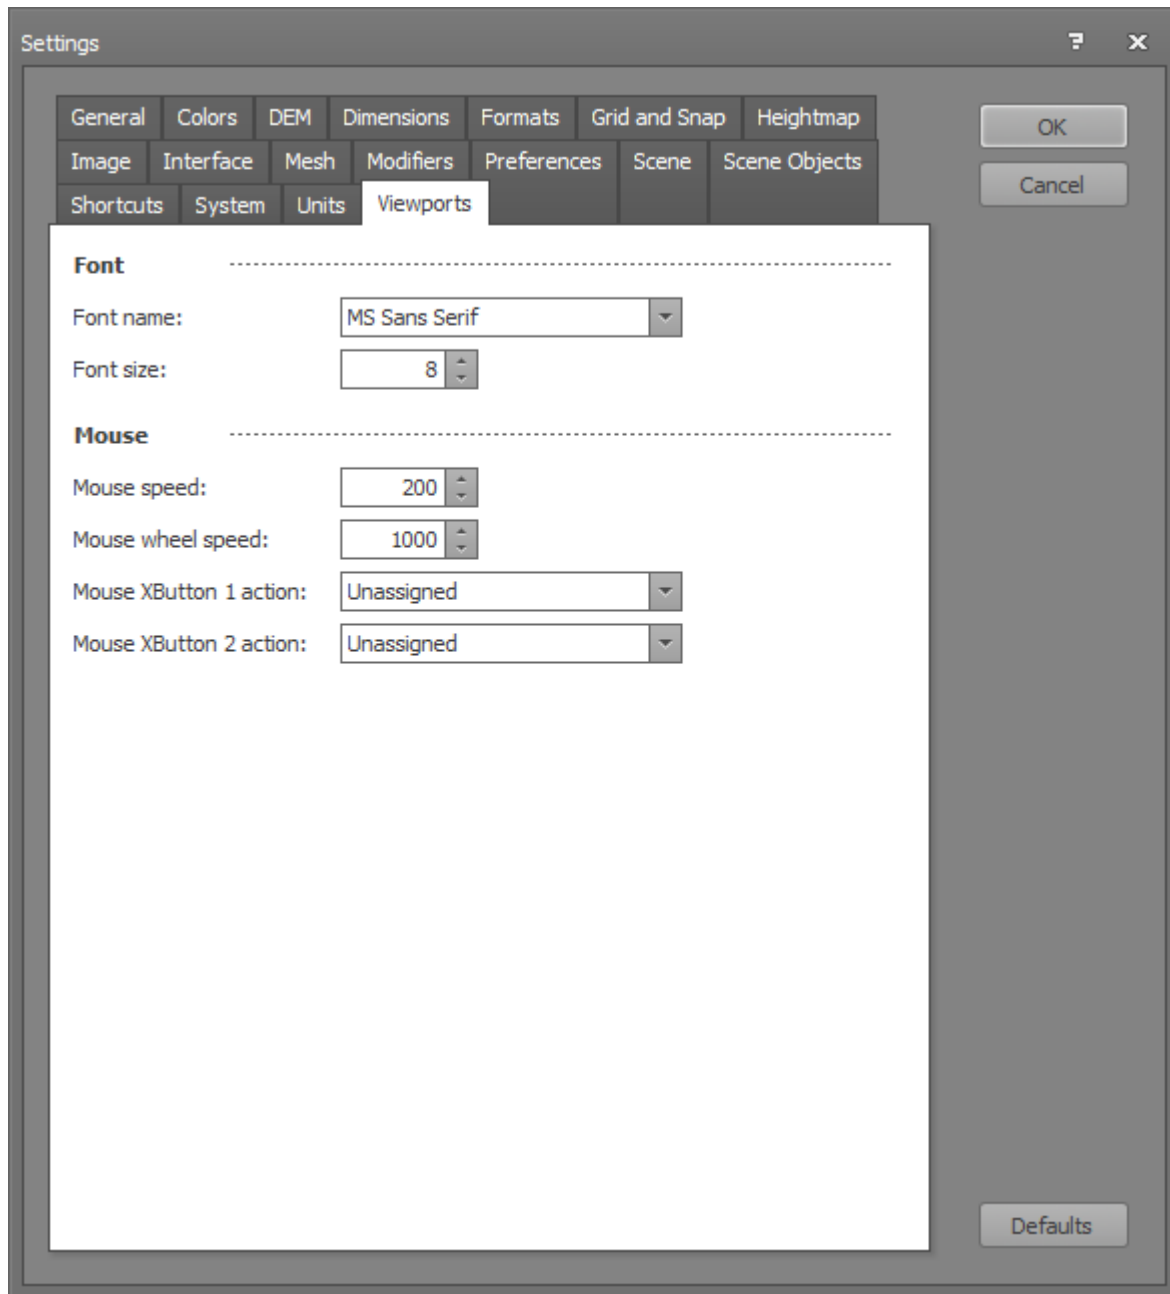 Settings
General Colors DEM Dimensions Formats Grid and Snap Heightmap
OK
Image Interface Mesh Modifiers Preferences Scene Scene Objects
Cancel
Shortcuts System Units Viewports
Font
Font name: MS Sans Serif
Font size: 8
Mouse
Mouse speed: 200
Mouse wheel speed: 1000
Mouse XButton 1 action: Unassigned
Mouse XButton 2 action: Unassigned
Defaults